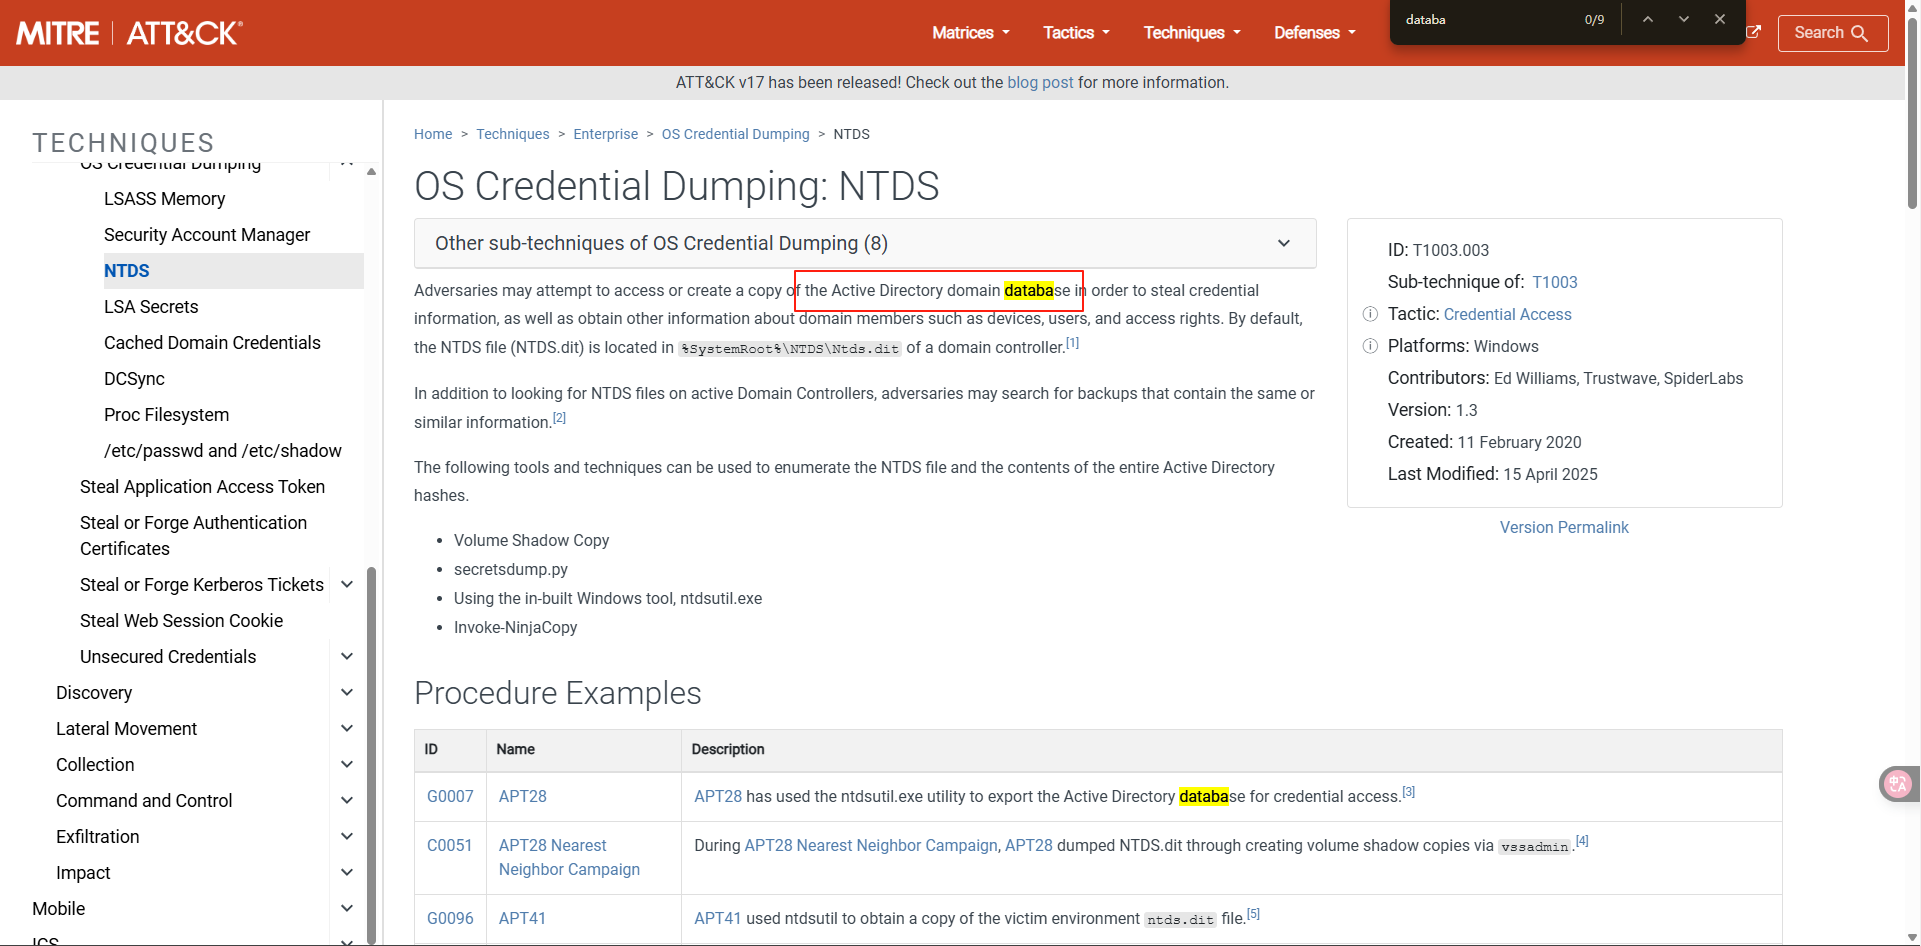 MITRE | ATT&CK®
Matrices
Tactics
Techniques
Defenses
databa
0/9
Search
ATT&CK v17 has been released! Check out the blog post for more information.
TECHNIQUES
OS Credential Dumping
LSASS Memory
Security Account Manager
NTDS
LSA Secrets
Cached Domain Credentials
DCSync
Proc Filesystem
/etc/passwd and /etc/shadow
Steal Application Access Token
Steal or Forge Authentication
Certificates
Steal or Forge Kerberos Tickets
Steal Web Session Cookie
Unsecured Credentials
Discovery
Lateral Movement
Collection
Command and Control
Exfiltration
Impact
Mobile
ICS
Home > Techniques > Enterprise > OS Credential Dumping > NTDS
OS Credential Dumping: NTDS
Other sub-techniques of OS Credential Dumping (8)
Adversaries may attempt to access or create a copy of the Active Directory domain database in order to steal credential
information, as well as obtain other information about domain members such as devices, users, and access rights. By default,
the NTDS file (NTDS.dit) is located in %SystemRoot%\NTDS\Ntds.dit of a domain controller.[1]
In addition to looking for NTDS files on active Domain Controllers, adversaries may search for backups that contain the same or
similar information.[2]
The following tools and techniques can be used to enumerate the NTDS file and the contents of the entire Active Directory
hashes.
• Volume Shadow Copy
• secretsdump.py
• Using the in-built Windows tool, ntdsutil.exe
• Invoke-NinjaCopy
ID: T1003.003
Sub-technique of: T1003
Tactic: Credential Access
Platforms: Windows
Contributors: Ed Williams, Trustwave, SpiderLabs
Version: 1.3
Created: 11 February 2020
Last Modified: 15 April 2025
Version Permalink
Procedure Examples
ID Name Description
G0007 APT28 APT28 has used the ntdsutil.exe utility to export the Active Directory database for credential access.[3]
C0051 APT28 Nearest During APT28 Nearest Neighbor Campaign, APT28 dumped NTDS.dit through creating volume shadow copies via vssadmin.[4]
Neighbor Campaign
G0096 APT41 APT41 used ntdsutil to obtain a copy of the victim environment ntds.dit file.[5]
中A